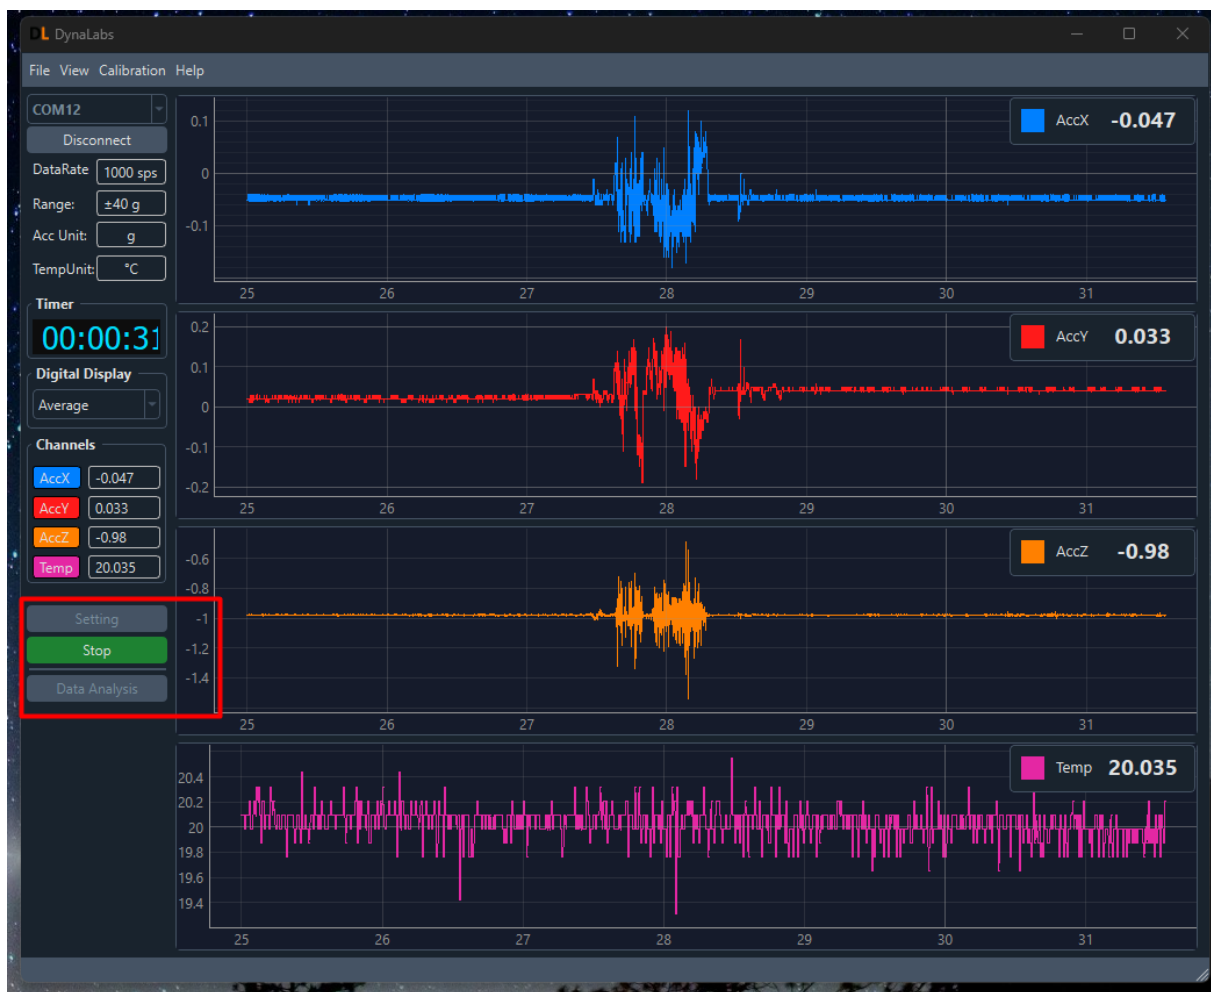 DL DynaLabs
File View Calibration Help
COM12
Disconnect
DataRate 1000 sps
Range: ±40 g
Acc Unit: g
TempUnit: °C
Timer
00:00:31
Digital Display
Average
Channels
AccX -0.047
AccY 0.033
AccZ -0.98
Temp 20.035
Setting
Stop
Data Analysis
0.1
0
-0.1
AccX -0.047
25 26 27 28 29 30 31
0.2
0.1
0
-0.1
-0.2
AccY 0.033
25 26 27 28 29 30 31
-0.6
-0.8
-1
-1.2
-1.4
AccZ -0.98
25 26 27 28 29 30 31
20.4
20.2
20
19.8
19.6
19.4
Temp 20.035
25 26 27 28 29 30 31